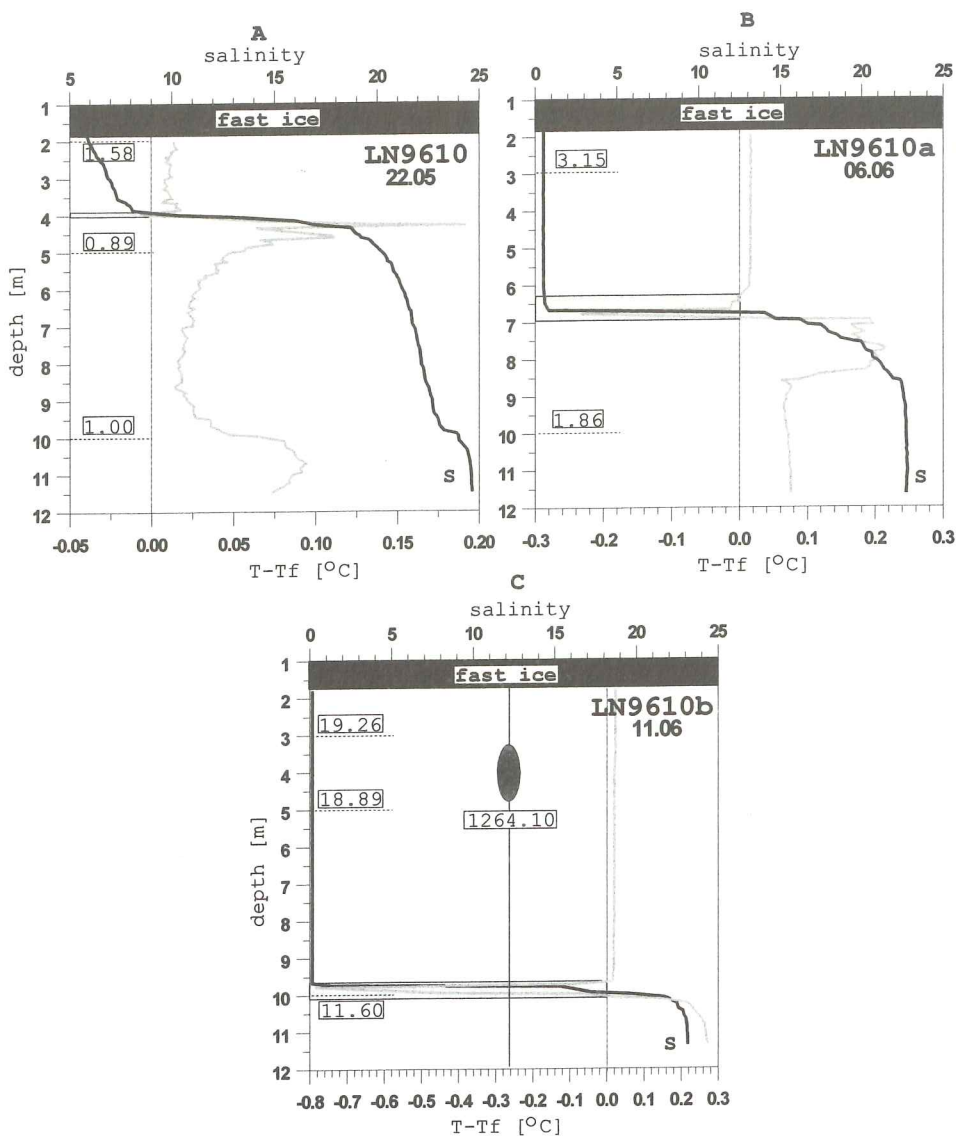 A
salinity
5 10 15 20 25
fast ice
LN9610
22.05
1.58
0.89
1.00
S
depth [m]
1
2
3
4
5
6
7
8
9
10
11
12
-0.05 0.00 0.05 0.10 0.15 0.20
T-Tf [°C]
B
salinity
0 5 10 15 20 25
fast ice
LN9610a
06.06
3.15
1.86
S
1
2
3
4
5
6
7
8
9
10
11
12
-0.3 -0.2 -0.1 0.0 0.1 0.2 0.3
T-Tf [°C]
C
salinity
0 5 10 15 20 25
fast ice
LN9610b
11.06
19.26
18.89
1264.10
11.60
S
depth [m]
1
2
3
4
5
6
7
8
9
10
11
12
-0.8 -0.7 -0.6 -0.5 -0.4 -0.3 -0.2 -0.1 0.0 0.1 0.2 0.3
T-Tf [°C]